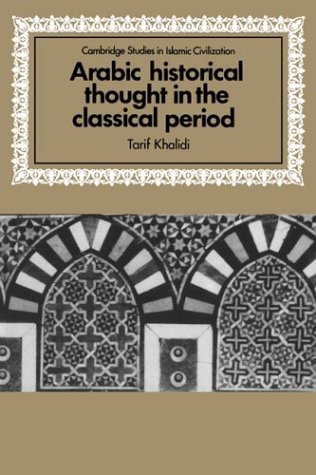 Cambridge Studies in Islamic Civilization
Arabic historical
thought in the
classical period
Tarif Khalidi